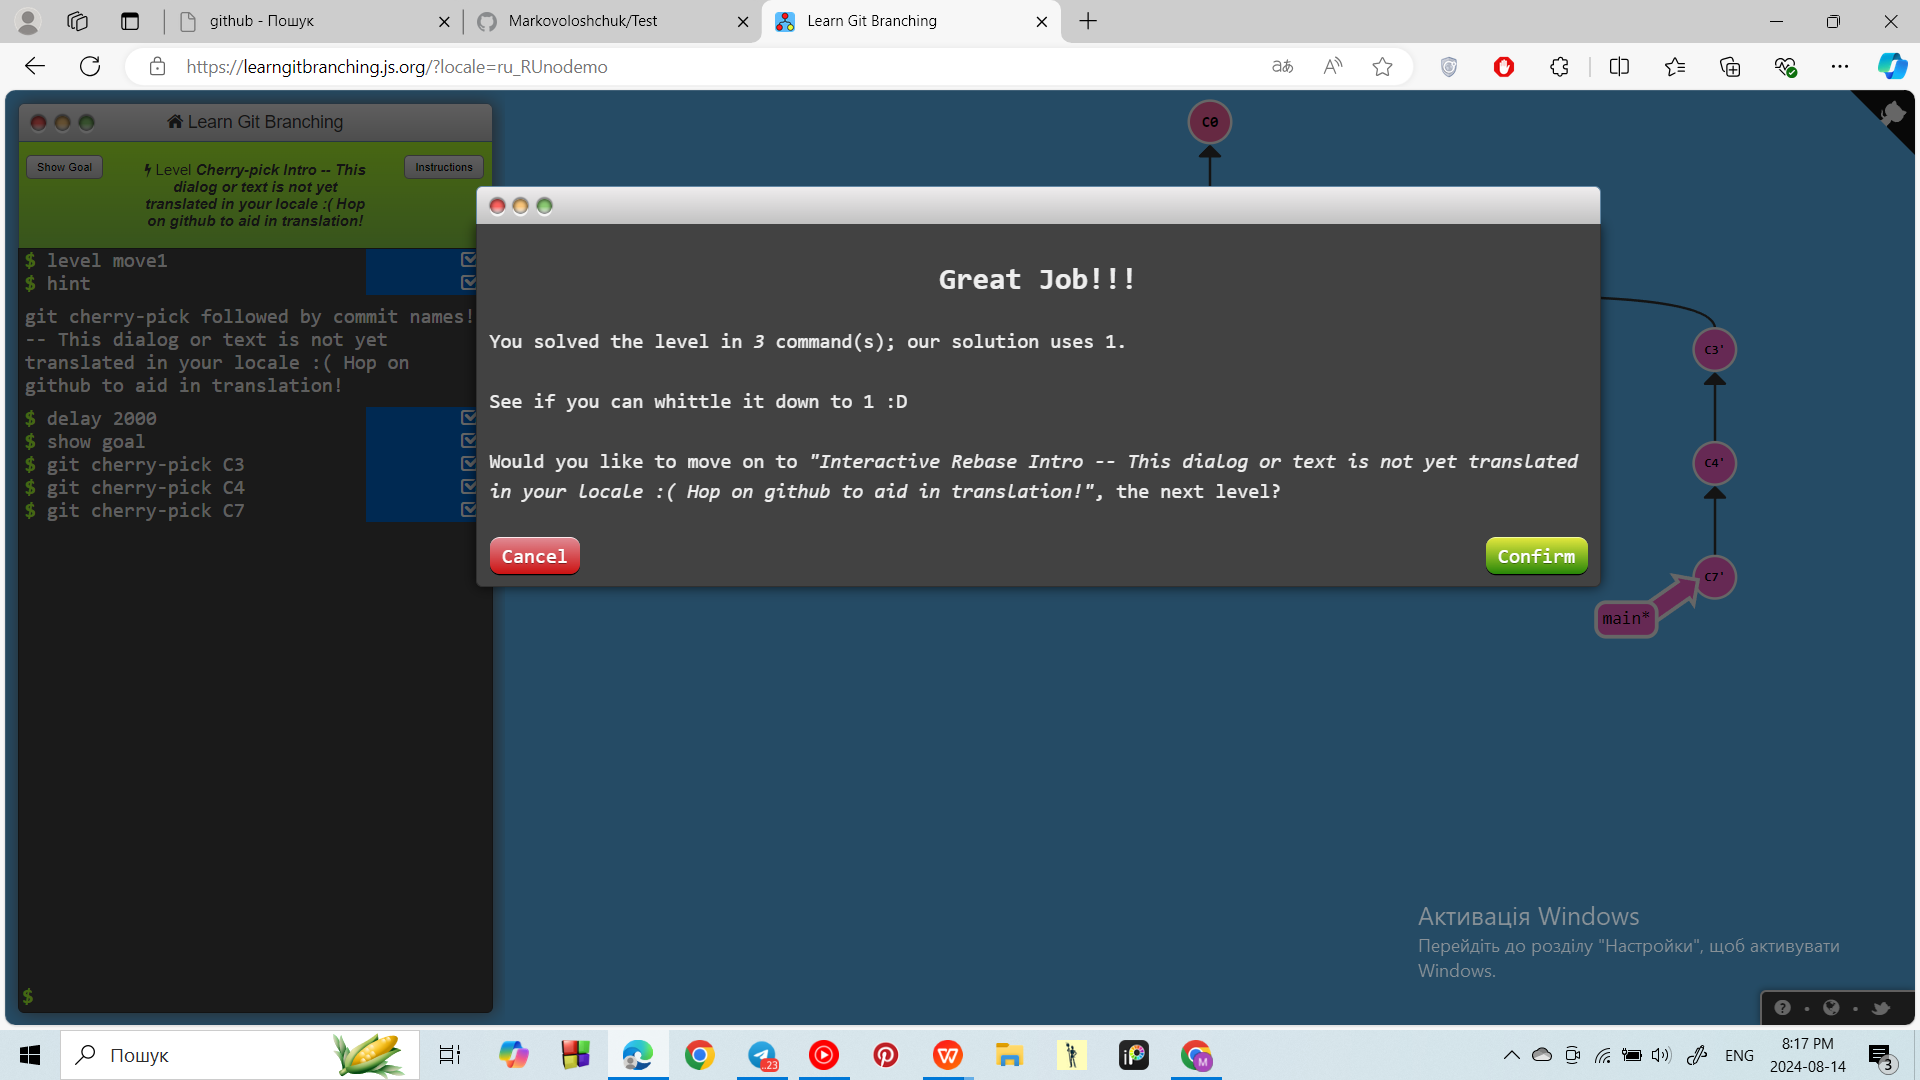 github - Пошук
Markovoloshchuk/Test
Learn Git Branching
https://learngitbranching.js.org/?locale=ru_RUnodemo
Learn Git Branching
Show Goal
Level Cherry-pick Intro -- This
dialog or text is not yet
translated in your locale :( Hop
on github to aid in translation!
Instructions
$ level move1
$ hint
git cherry-pick followed by commit names!
-- This dialog or text is not yet
translated in your locale :( Hop on
github to aid in translation!
$ delay 2000
$ show goal
$ git cherry-pick C3
$ git cherry-pick C4
$ git cherry-pick C7
$
C0
Great Job!!!
You solved the level in 3 command(s); our solution uses 1.
See if you can whittle it down to 1 :D
Would you like to move on to "Interactive Rebase Intro -- This dialog or text is not yet translated
in your locale :( Hop on github to aid in translation!", the next level?
Cancel
Confirm
C3'
C4'
C7'
main*
Активація Windows
Перейдіть до розділу "Настройки", щоб активувати
Windows.
Пошук
23
ENG
8:17 PM
2024-08-14
3